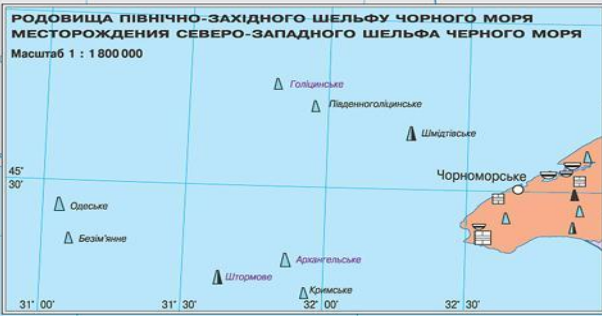 РОДОВИЩА ПІВНІЧНО-ЗАХІДНОГО ШЕЛЬФУ ЧОРНОГО МОРЯ
МЕСТОРОЖДЕНИЯ СЕВЕРО-ЗАПАДНОГО ШЕЛЬФА ЧЕРНОГО МОРЯ
Масштаб 1 : 1 800 000
Голіцинське
Південноголіцинське
Шмідтівське
45°
30'
Чорноморське
Одеське
Безім'янне
Архангельське
Штормове
Кримське
31° 00' 31° 30' 32° 00' 32° 30'